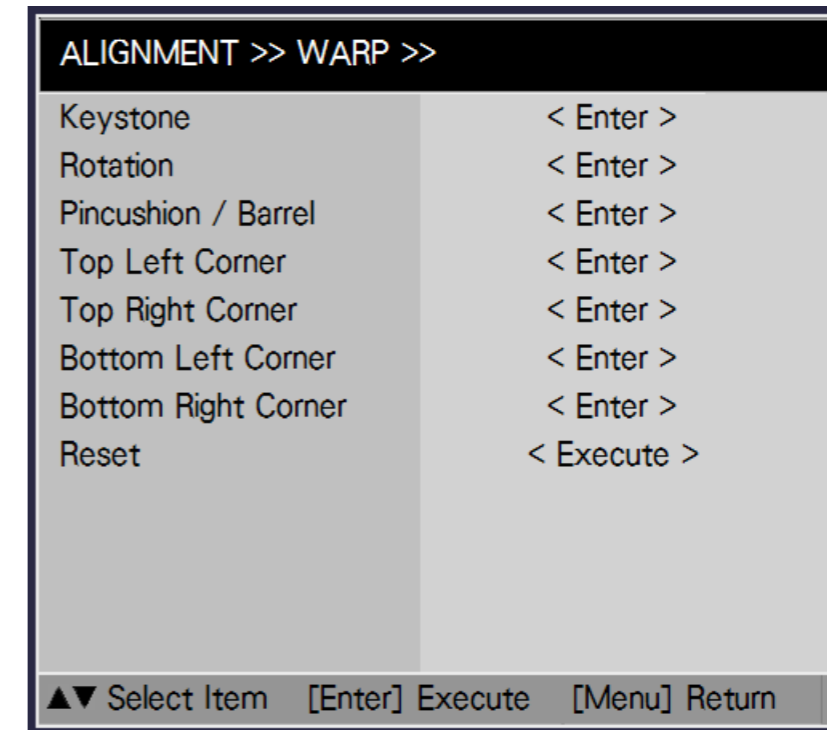 ALIGNMENT >> WARP >>
Keystone < Enter >
Rotation < Enter >
Pincushion / Barrel < Enter >
Top Left Corner < Enter >
Top Right Corner < Enter >
Bottom Left Corner < Enter >
Bottom Right Corner < Enter >
Reset < Execute >
▲▼ Select Item [Enter] Execute [Menu] Return